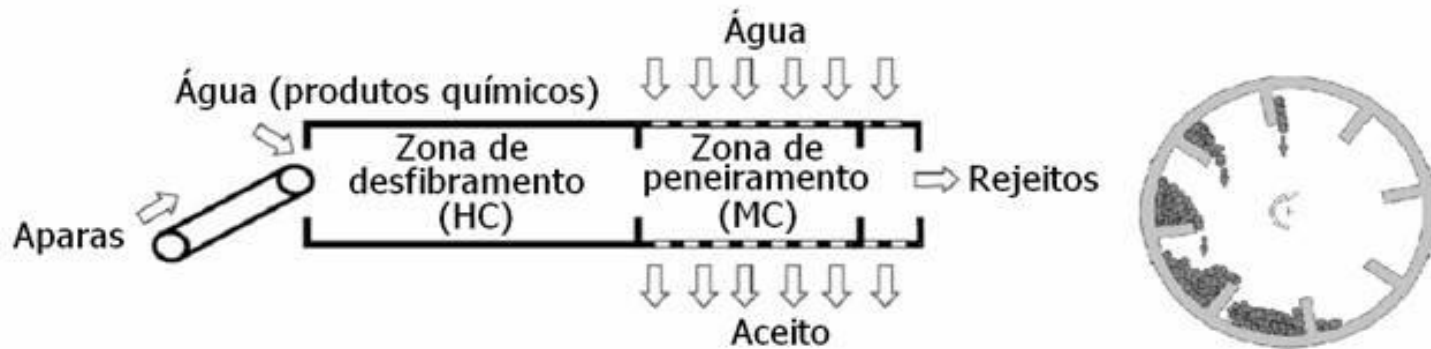 Água
Água (produtos químicos)
Zona de
desfibramento
(HC)
Zona de
peneiramento
(MC)
Rejeitos
Aparas
Aceito